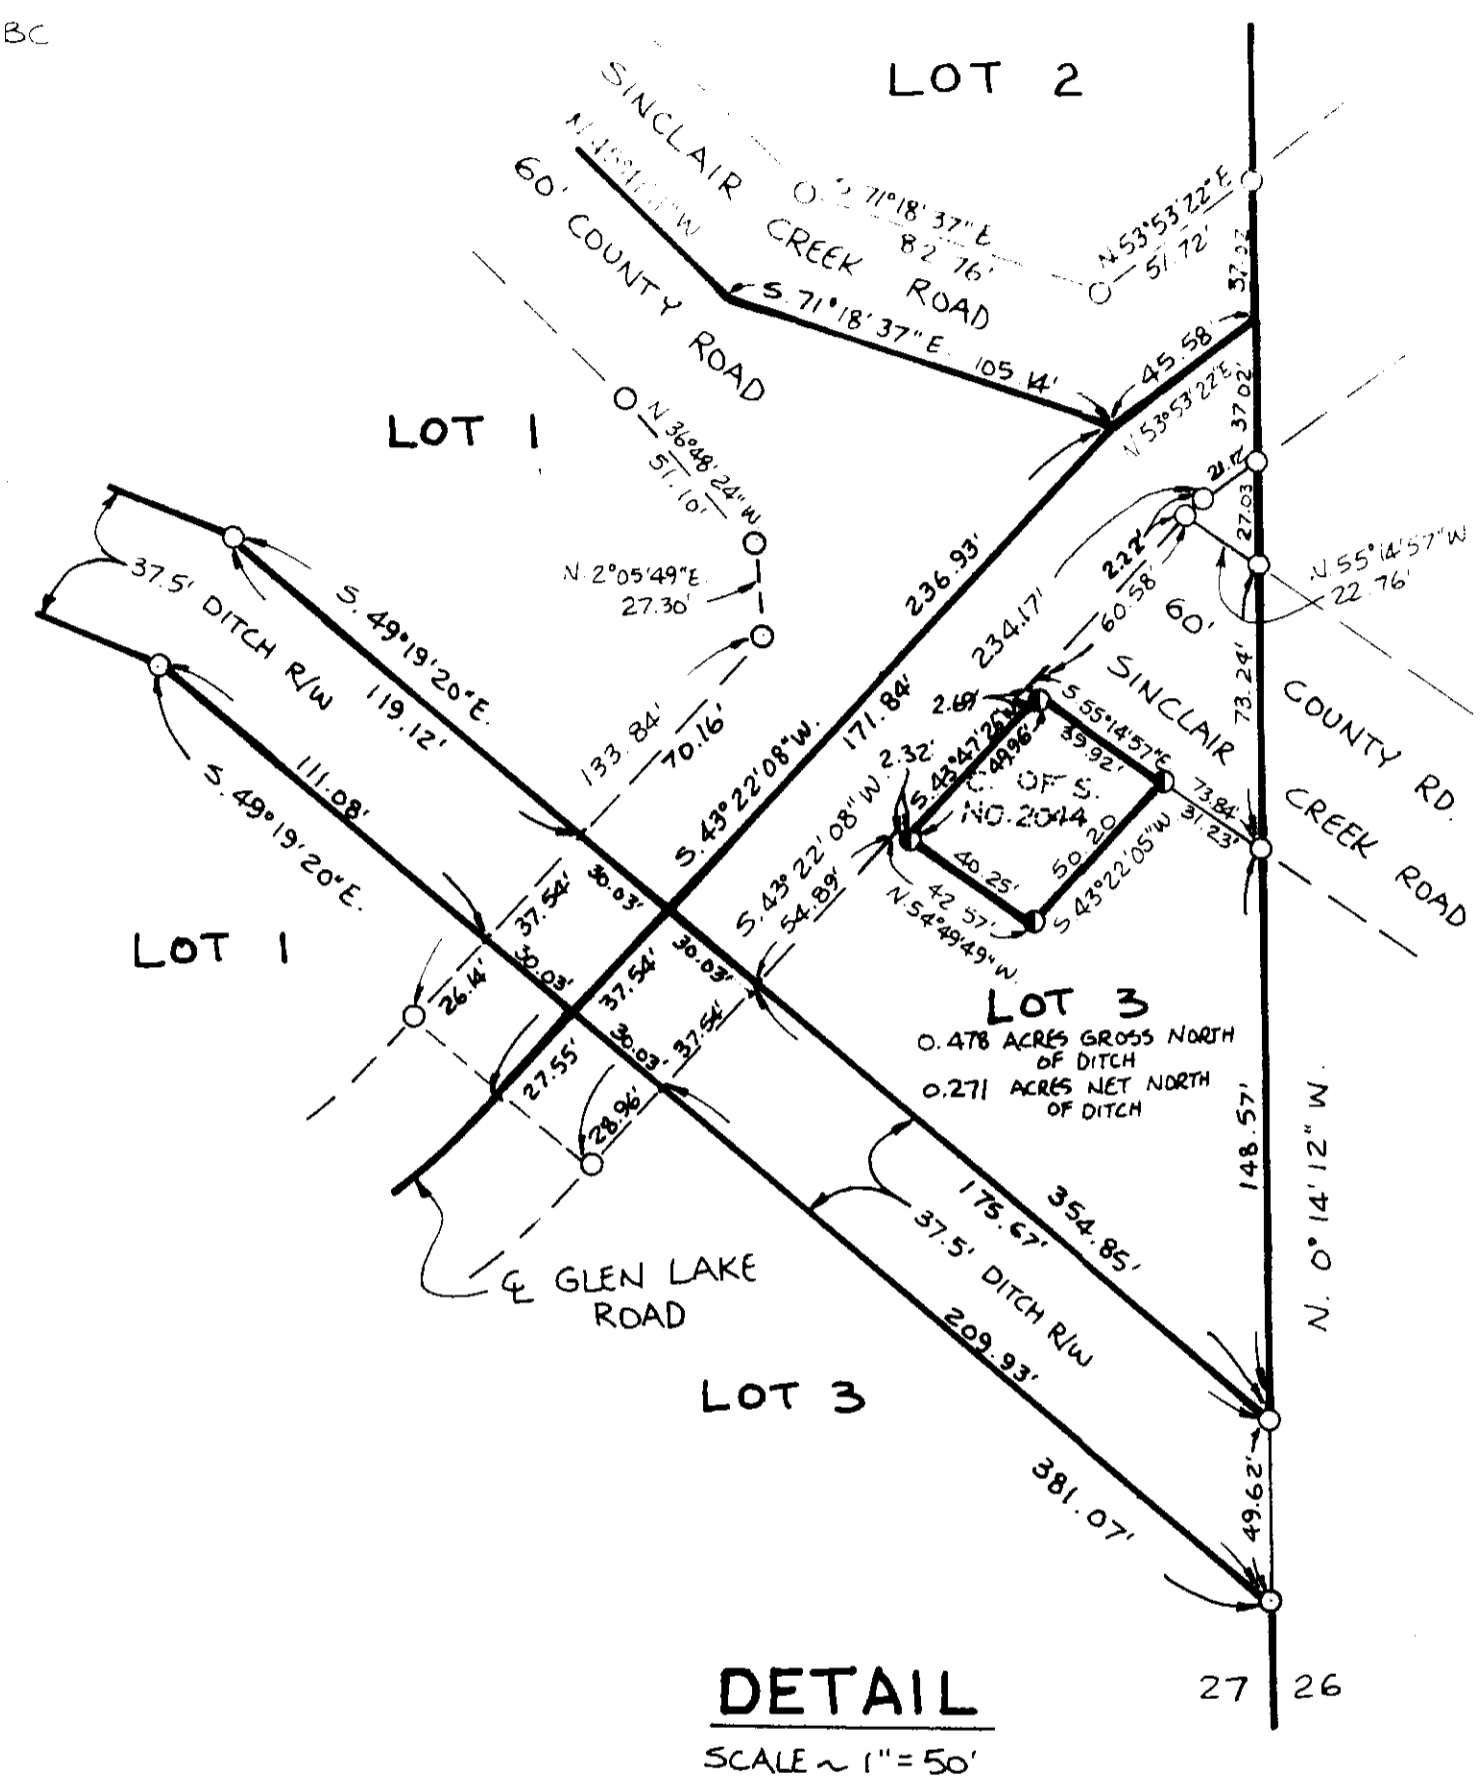 BC
LOT 2
SINCLAIR CREEK ROAD
60' COUNTY ROAD
71°18'37"E
82.76'
N.53°53'22"E
51.72'
S.71°18'37"E. 105.14'
45.58'
N.53°53'22"E.
37.02'
21.12
27.03
LOT 1
N.36°48'24"W.
51.10'
N.2°05'49"E.
27.30'
133.84'
70.16'
37.5' DITCH R/W
S.49°19'20"E.
119.12'
111.08'
S.49°19'20"E.
LOT 1
236.93'
171.84'
S.43°22'08"W.
234.17'
2.22'
60.58'
N.55°14'57"W
22.76'
60'
SINCLAIR
CREEK ROAD
COUNTY RD.
73.24'
2.69'
S.55°14'57"E
39.92'
S.43°47'25"W
49.96'
2.32'
C. OF S.
NO. 2044
73.84'
31.23'
50.20
S.43°22'05"W.
40.25'
42.57'
N.54°49'49"W.
S.43°22'08"W.
54.89'
30.03'
37.54'
30.03'
26.14'
30.03'
37.54'
30.03'
37.54'
27.55'
28.96'
LOT 3
0.478 ACRES GROSS NORTH
OF DITCH
0.271 ACRES NET NORTH
OF DITCH
148.57'
N. 0°14'12" W.
354.85'
175.67'
37.5' DITCH R/W
209.93'
℄ GLEN LAKE
ROAD
LOT 3
381.07'
49.62'
DETAIL
SCALE ~ 1"=50'
27
26